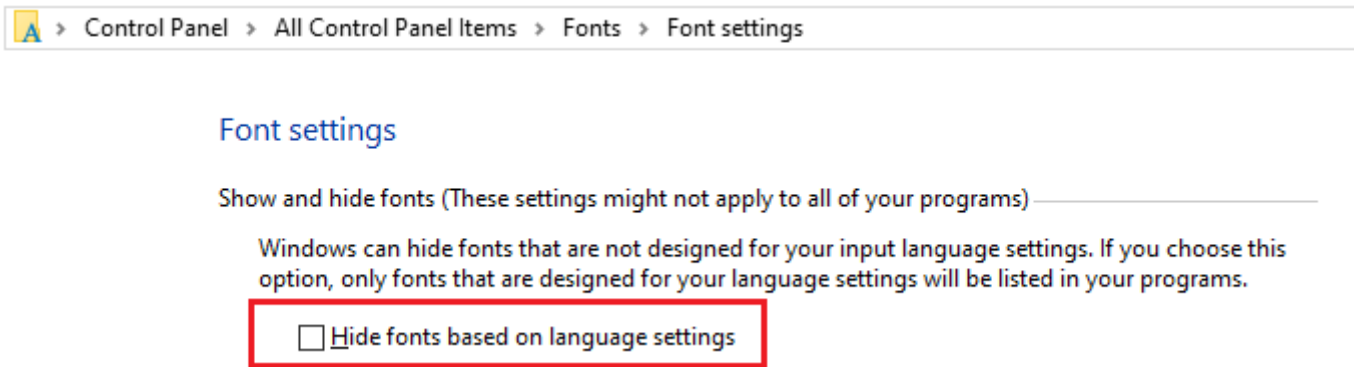 Control Panel > All Control Panel Items > Fonts > Font settings
Font settings
Show and hide fonts (These settings might not apply to all of your programs)
Windows can hide fonts that are not designed for your input language settings. If you choose this
option, only fonts that are designed for your language settings will be listed in your programs.
Hide fonts based on language settings